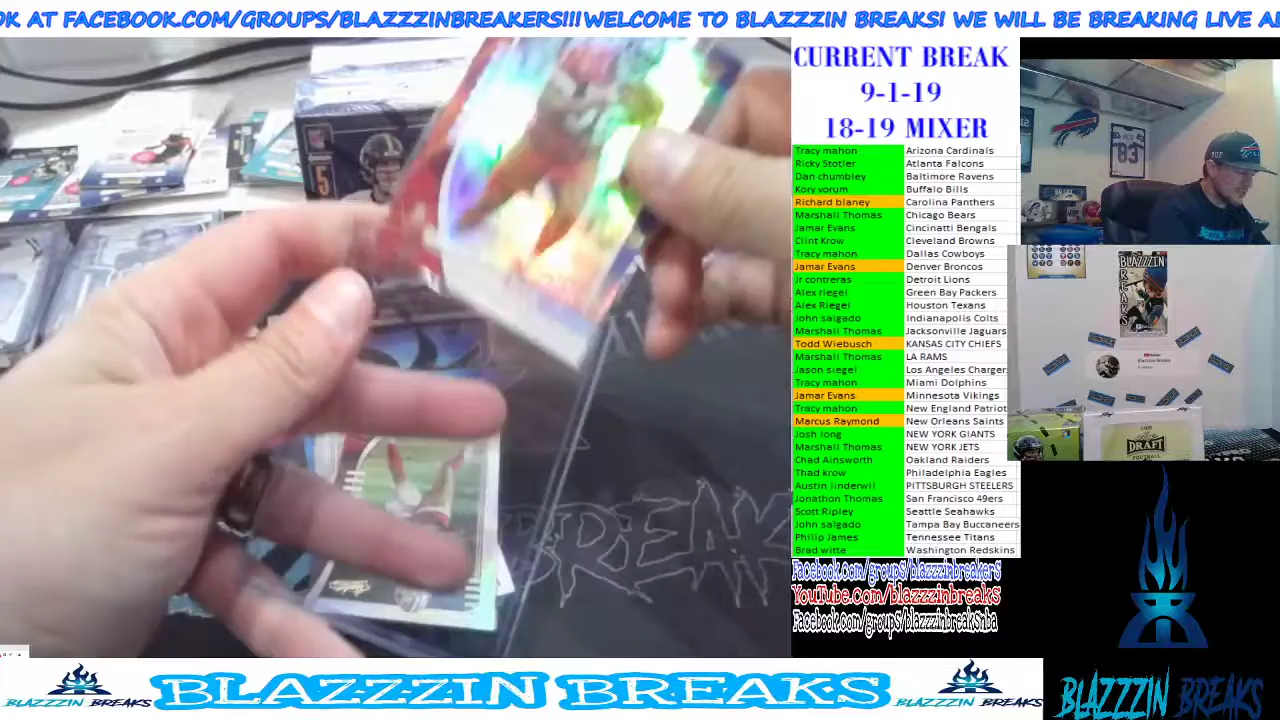 OK AT FACEBOOK.COM/GROUPS/BLAZZZINBREAKERS!!!WELCOME TO BLAZZZIN BREAKS! WE WILL BE BREAKING LIVE A
CURRENT BREAK
9-1-19
18-19 MIXER
Tracy mahon Arizona Cardinals
Ricky Stotler Atlanta Falcons
Dan chumbley Baltimore Ravens
Kory vorum Buffalo Bills
Richard blaney Carolina Panthers
Marshall Thomas Chicago Bears
Jamar Evans Cincinatti Bengals
Clint Krow Cleveland Browns
Tracy mahon Dallas Cowboys
Jamar Evans Denver Broncos
Jr contreras Detroit Lions
Alex riegel Green Bay Packers
Alex Riegel Houston Texans
John salgado Indianapolis Colts
Marshall Thomas Jacksonville Jaguars
Todd Wiebusch KANSAS CITY CHIEFS
Marshall Thomas LA RAMS
Jason siegel Los Angeles Charger
Tracy mahon Miami Dolphins
Jamar Evans Minnesota Vikings
Tracy mahon New England Patriot
Marcus Raymond New Orleans Saints
Josh long NEW YORK GIANTS
Marshall Thomas NEW YORK JETS
Chad Ainsworth Oakland Raiders
Thad krow Philadelphia Eagles
Austin linderwil PITTSBURGH STEELERS
Jonathon Thomas San Francisco 49ers
Scott Ripley Seattle Seahawks
John salgado Tampa Bay Buccaneers
Philip James Tennessee Titans
Brad witte Washington Redskins
Facebook.com/groups/blazzzinbreakers
YouTube.com/blazzzinbreaks
Facebook.com/groups/blazzzinbreaksnba
83
BLAZZZIN
BREAKS
DRAFT
FOOTBALL
5
BREAK
BLAZZZIN BREAKS
BLAZZZIN BREAKS
BLAZZZIN BREAKS
BLAZZZIN BREAKS